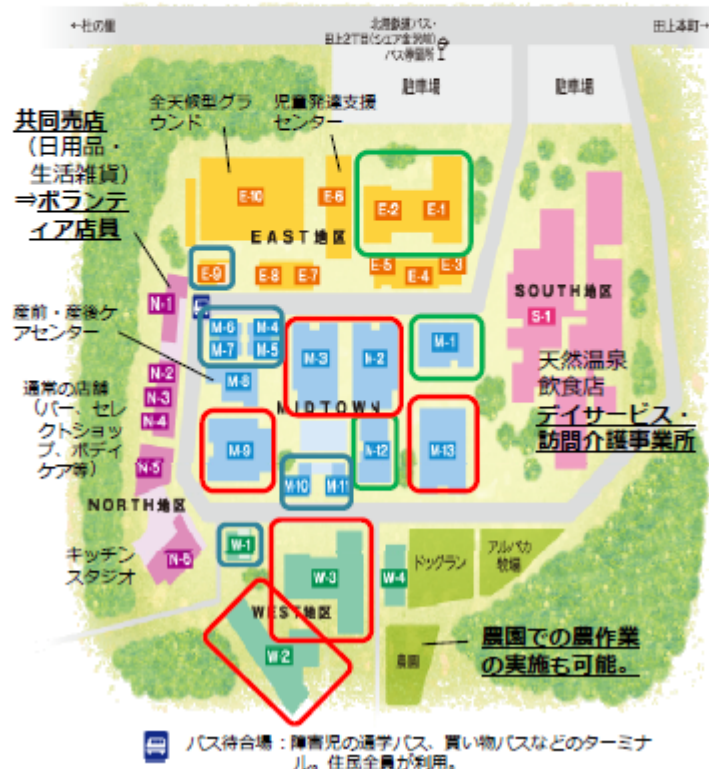 ←杜の里
北陸鉄道バス・
田上2丁目(シェア金沢前)
バス停留所
田上本町→
駐車場
駐車場
全天候型グラ
ウンド
児童発達支援
センター
共同売店
(日用品・
生活雑貨)
⇒ボランテ
ィア店員
E-10
E-6
E-2
E-1
EAST地区
E-9
E-8
E-7
E-5
E-4
E-3
SOUTH地区
S-1
天然温泉
飲食店
デイサービス・
訪問介護事業所
産前・産後ケ
アセンター
N-1
M-6
M-4
M-7
M-5
M-3
M-2
M-1
M-8
MIDTOWN
通常の店舗
(バー、セレ
クトショッ
プ、ボディ
ケア等)
N-2
N-3
N-4
N-5
M-9
M-10
M-11
M-12
M-13
NORTH地区
キッチン
スタジオ
N-6
W-1
W-3
W-4
ドッグラン
アルパカ
牧場
WEST地区
W-2
農園
農園での農作業
の実施も可能。
バス待合場:障害児の通学バス、買い物バスなどのターミナ
ル。住民全員が利用。